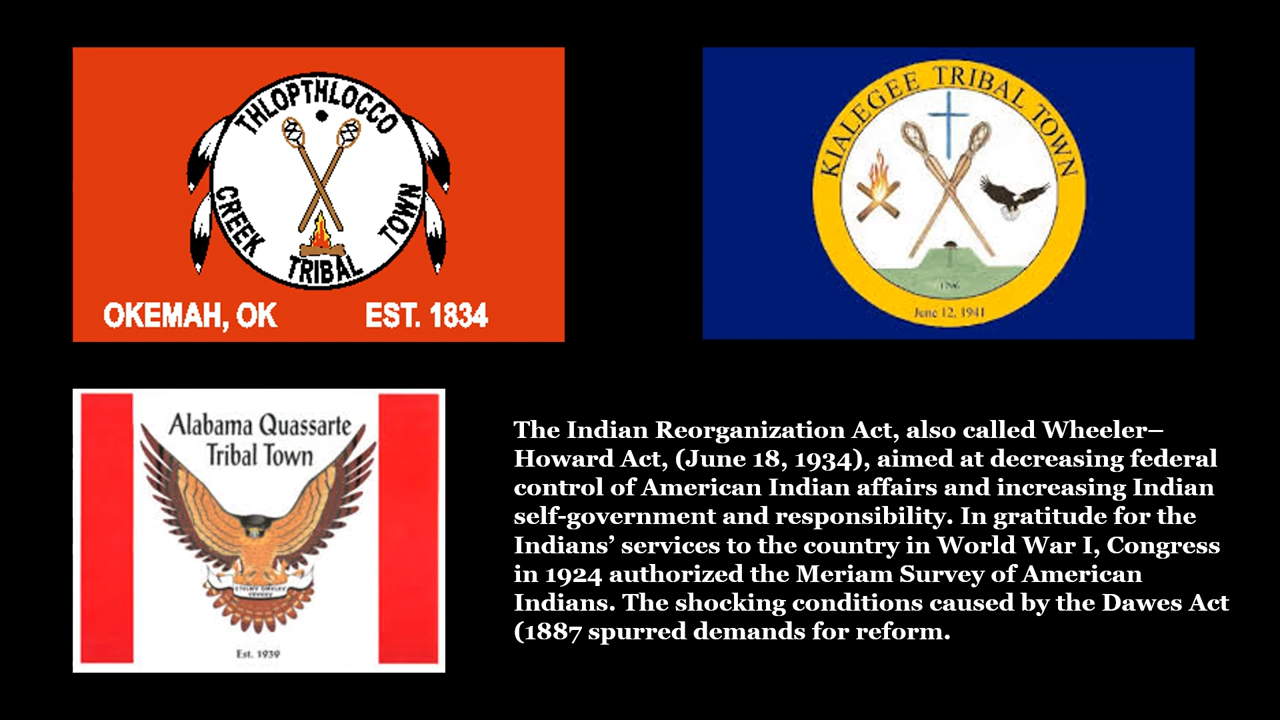 THLOPTHLOCCO
CREEK TRIBAL TOWN
OKEMAH, OK EST. 1834
KIALEGEE TRIBAL TOWN
1796
June 12, 1941
Alabama Quassarte
Tribal Town
Est. 1939
The Indian Reorganization Act, also called Wheeler–
Howard Act, (June 18, 1934), aimed at decreasing federal
control of American Indian affairs and increasing Indian
self-government and responsibility. In gratitude for the
Indians’ services to the country in World War I, Congress
in 1924 authorized the Meriam Survey of American
Indians. The shocking conditions caused by the Dawes Act
(1887 spurred demands for reform.